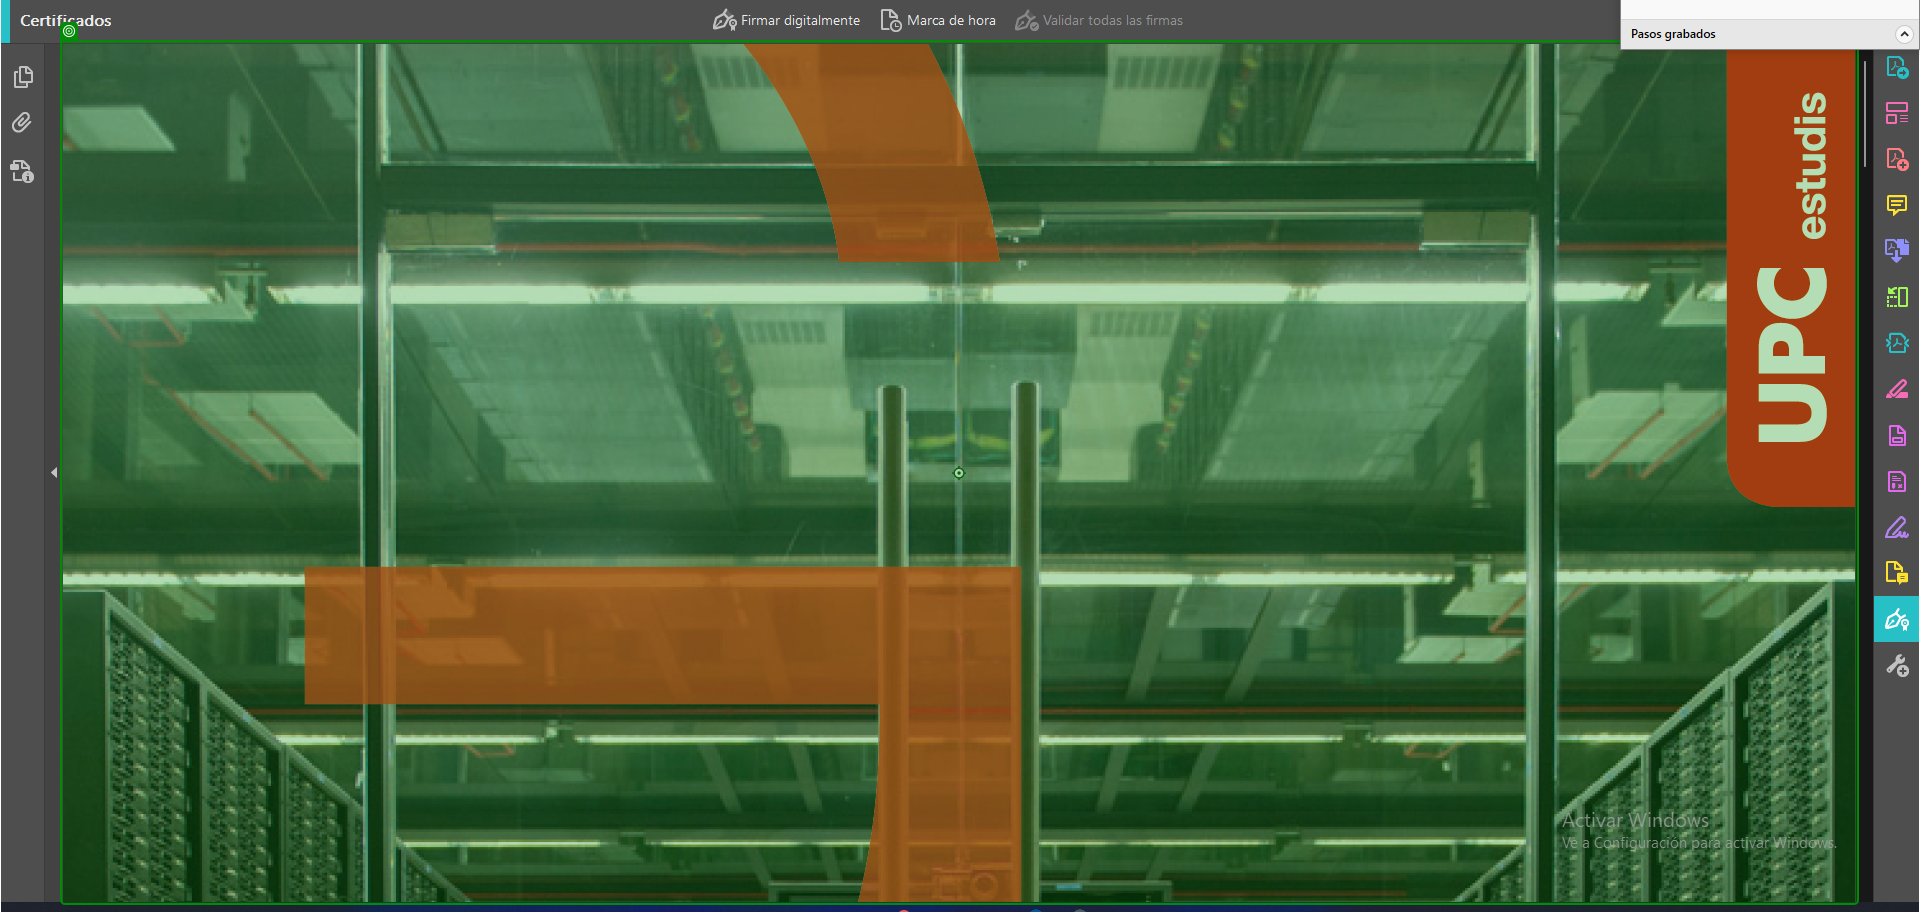 Certificados
Firmar digitalmente
Marca de hora
Validar todas las firmas
Pasos grabados
UPC estudis
Activar Windows
Ve a Configuración para activar Windows.